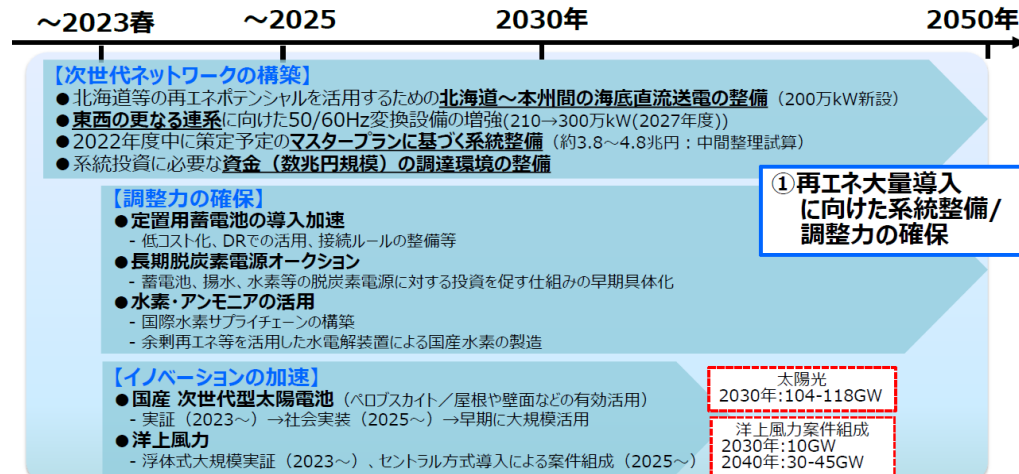 ～2023春
～2025
2030年
2050年
【次世代ネットワークの構築】
●北海道等の再エネポテンシャルを活用するための北海道～本州間の海底直流送電の整備（200万kW新設）
●東西の更なる連系に向けた50/60Hz変換設備の増強(210→300万kW(2027年度))
●2022年度中に策定予定のマスタープランに基づく系統整備（約3.8～4.8兆円：中間整理試算）
●系統投資に必要な資金（数兆円規模）の調達環境の整備
①再エネ大量導入
に向けた系統整備/
調整力の確保
【調整力の確保】
●定置用蓄電池の導入加速
- 低コスト化、DRでの活用、接続ルールの整備等
●長期脱炭素電源オークション
- 蓄電池、揚水、水素等の脱炭素電源に対する投資を促す仕組みの早期具体化
●水素・アンモニアの活用
- 国際水素サプライチェーンの構築
- 余剰再エネ等を活用した水電解装置による国産水素の製造
【イノベーションの加速】
●国産 次世代型太陽電池（ペロブスカイト／屋根や壁面などの有効活用）
- 実証（2023～）→社会実装（2025～）→早期に大規模活用
●洋上風力
- 浮体式大規模実証（2023～）、セントラル方式導入による案件組成（2025～）
太陽光
2030年:104-118GW
洋上風力案件組成
2030年:10GW
2040年:30-45GW